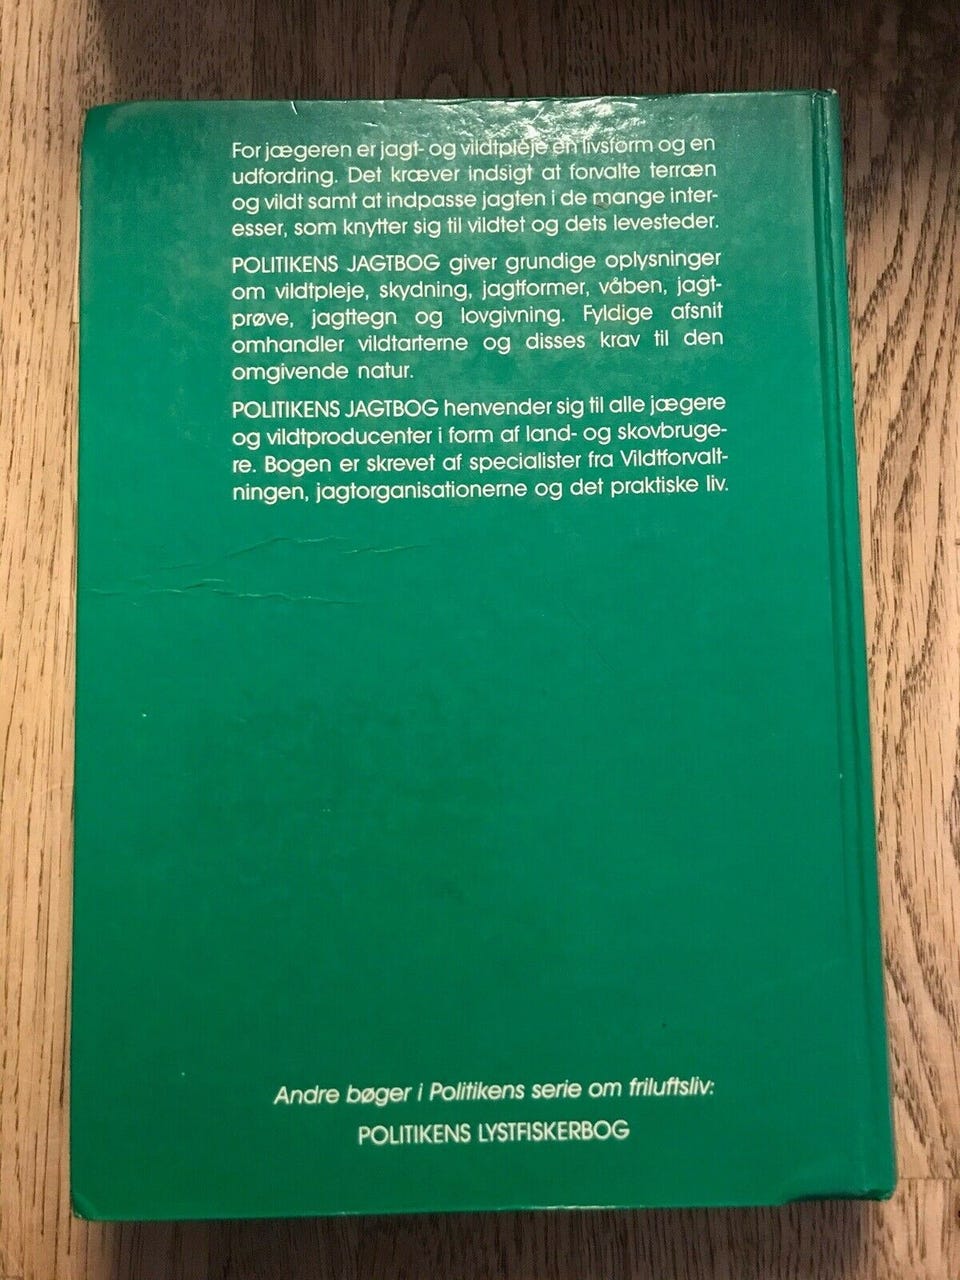 For jægeren er jagt- og vildtpleje en livsform og en
udfordring. Det kræver indsigt at forvalte terræn
og vildt samt at indpasse jagten i de mange inter-
esser, som knytter sig til vildtet og dets levesteder.
POLITIKENS JAGTBOG giver grundige oplysninger
om vildtpleje, skydning, jagtformer, våben, jagt-
prøve, jagttegn og lovgivning. Fyldige afsnit
omhandler vildtarterne og disses krav til den
omgivende natur.
POLITIKENS JAGTBOG henvender sig til alle jægere
og vildtproducenter i form af land- og skovbruge-
re. Bogen er skrevet af specialister fra Vildtforvalt-
ningen, jagtorganisationerne og det praktiske liv.
Andre bøger i Politikens serie om friluftsliv:
POLITIKENS LYSTFISKERBOG